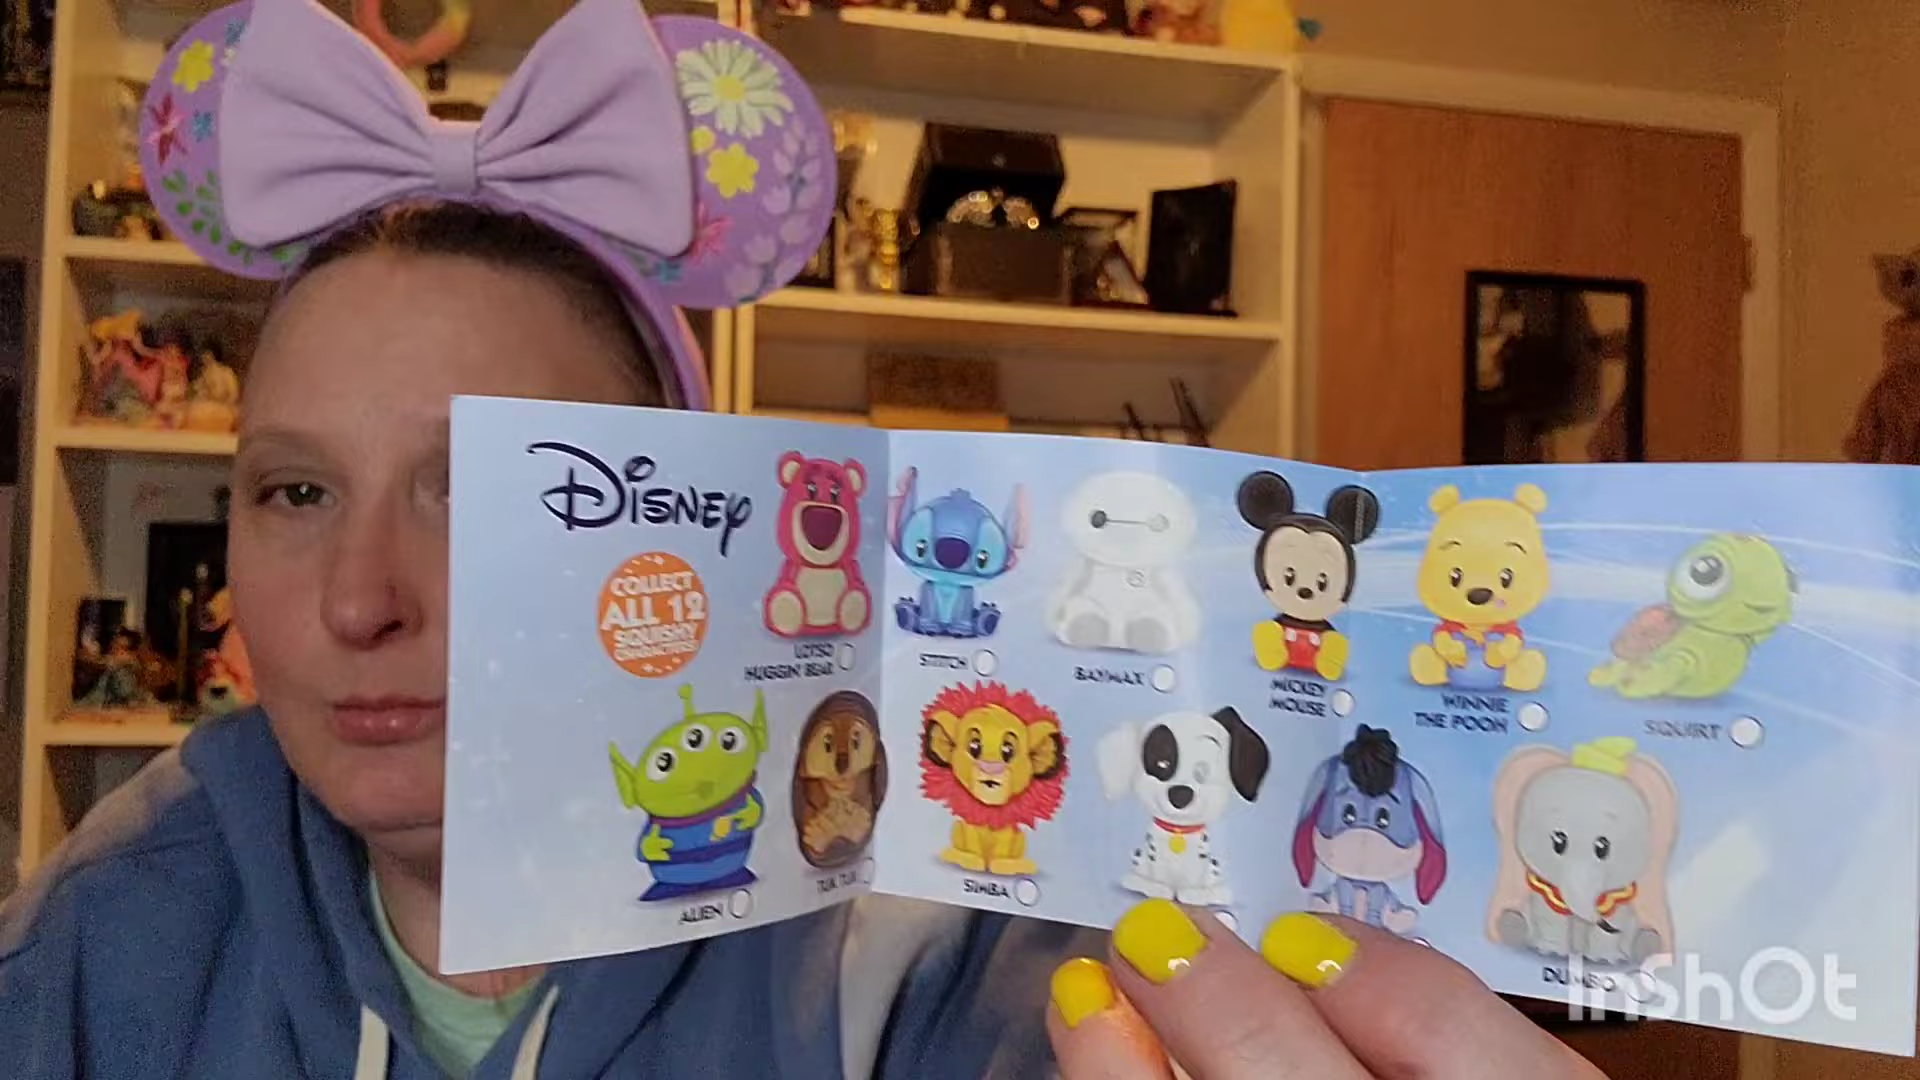 DISNEY
COLLECT
ALL 12
SQUISHY
CHARACTERS!
LOTSO
HUGGIN' BEAR
STITCH
BAYMAX
MICKEY
MOUSE
WINNIE
THE POOH
SQUIRT
ALIEN
TUK TUK
SIMBA
DUMBO
InShOt